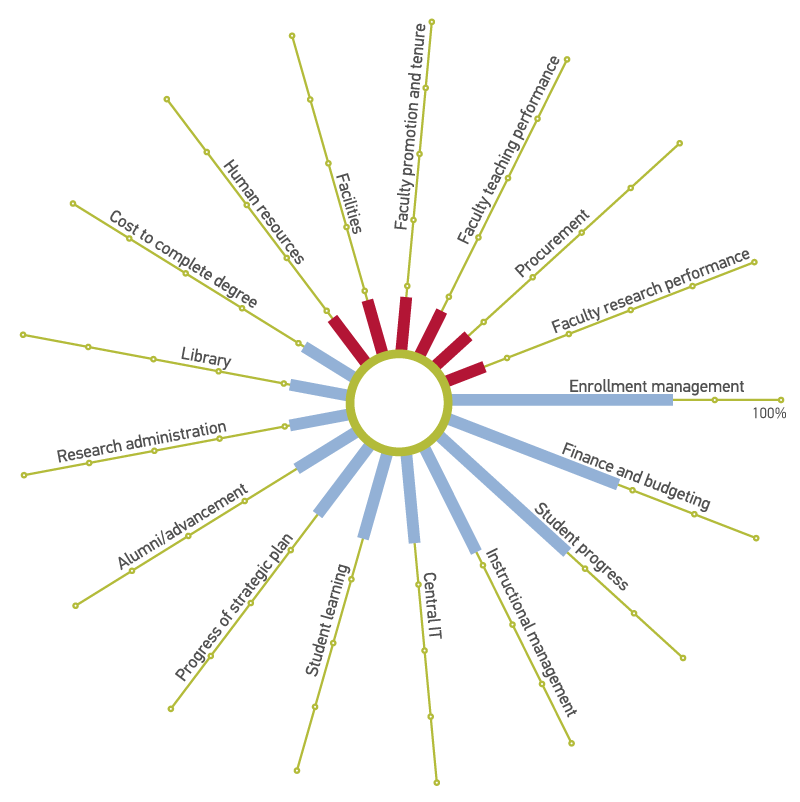 Enrollment management
100%
Finance and budgeting
Student progress
Instructional management
Central IT
Student learning
Progress of strategic plan
Alumni/advancement
Research administration
Library
Cost to complete degree
Human resources
Facilities
Faculty promotion and tenure
Faculty teaching performance
Procurement
Faculty research performance